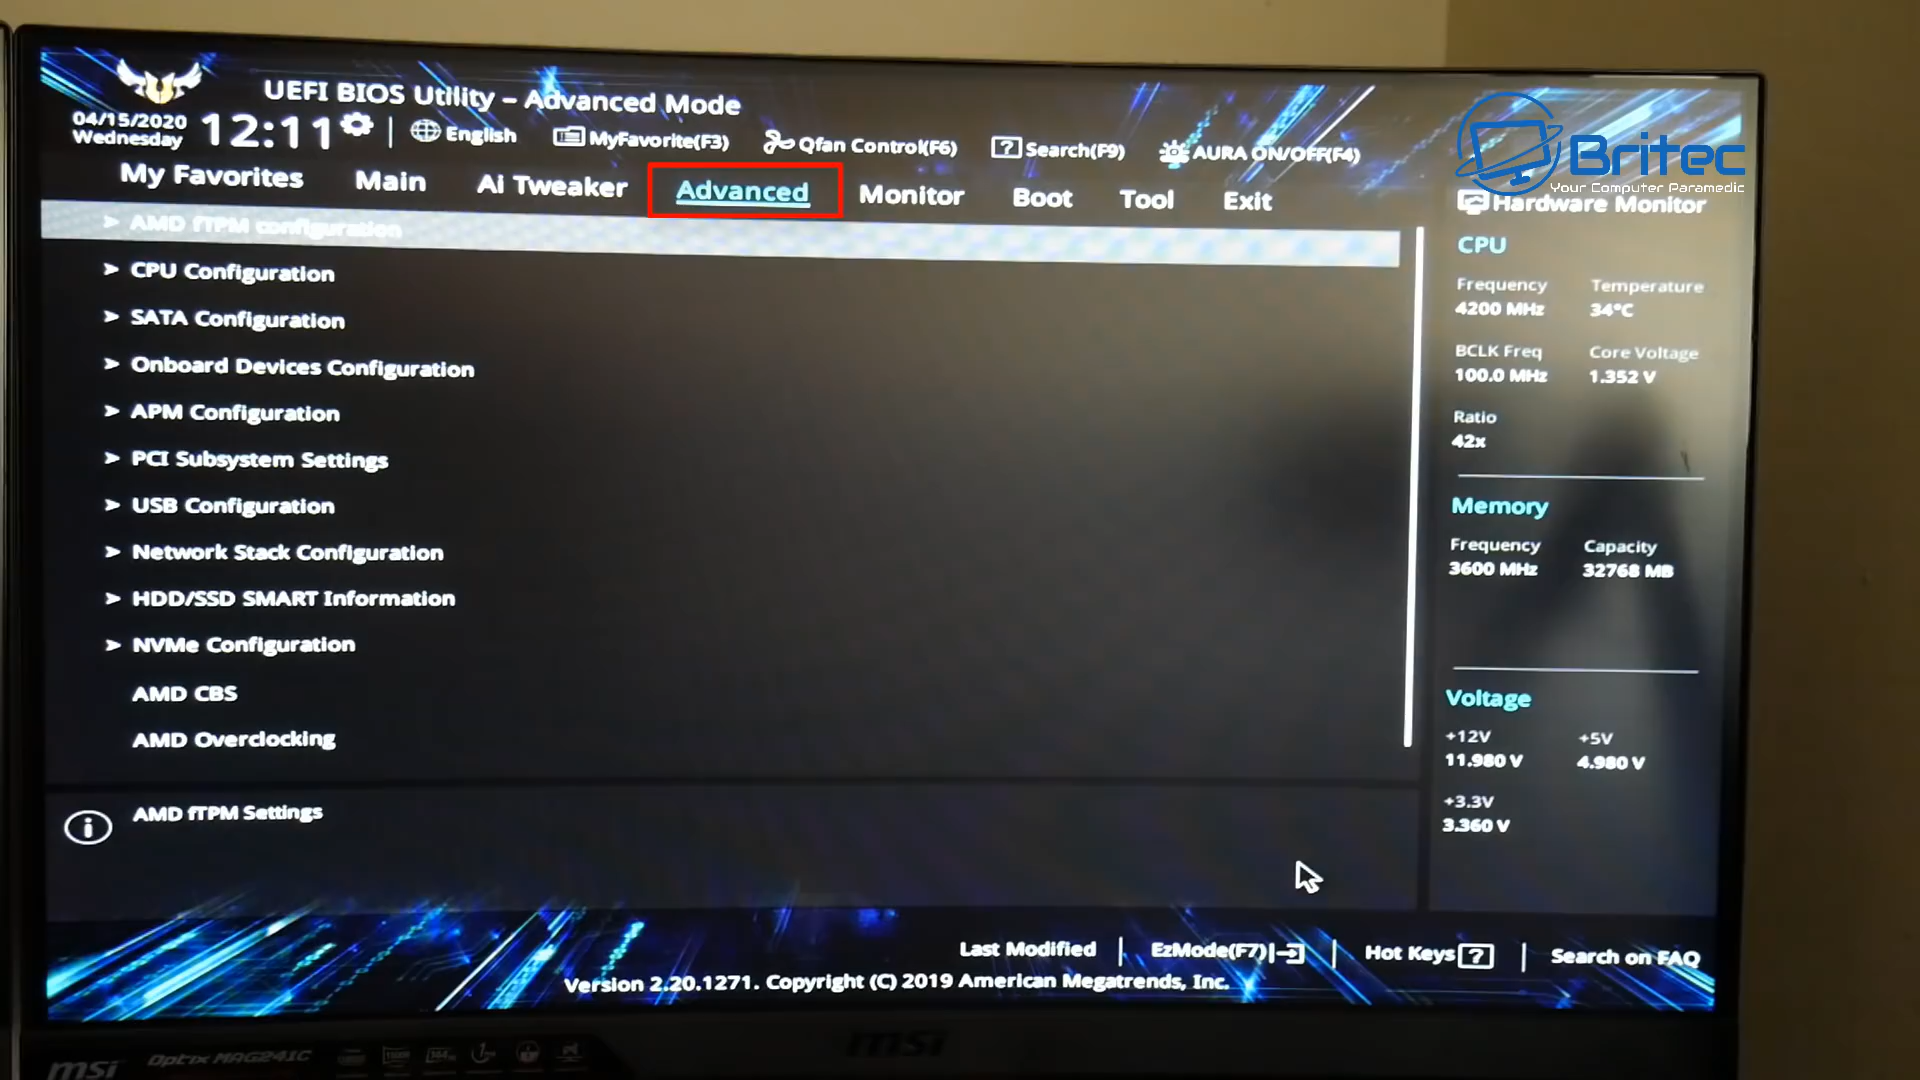 UEFI BIOS Utility – Advanced Mode
04/15/2020
Wednesday
12:11
English
MyFavorite(F3)
Qfan Control(F6)
Search(F9)
AURA ON/OFF(F4)
Britec
Your Computer Paramedic
My Favorites
Main
Ai Tweaker
Advanced
Monitor
Boot
Tool
Exit
Hardware Monitor
> AMD fTPM configuration
> CPU Configuration
> SATA Configuration
> Onboard Devices Configuration
> APM Configuration
> PCI Subsystem Settings
> USB Configuration
> Network Stack Configuration
> HDD/SSD SMART Information
> NVMe Configuration
AMD CBS
AMD Overclocking
CPU
Frequency Temperature
4200 MHz 34°C
BCLK Freq Core Voltage
100.0 MHz 1.352 V
Ratio
42x
Memory
Frequency Capacity
3600 MHz 32768 MB
Voltage
+12V +5V
11.980 V 4.980 V
+3.3V
3.360 V
i AMD fTPM Settings
Last Modified | EzMode(F7) | Hot Keys ? | Search on FAQ
Version 2.20.1271. Copyright (C) 2019 American Megatrends, Inc.
msi Optix MAG241C
msi